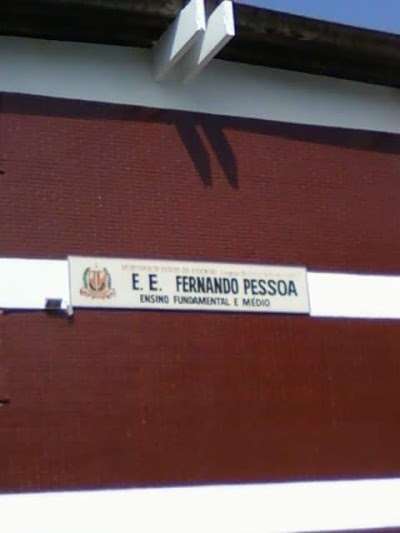 E. E. FERNANDO PESSOA
ENSINO FUNDAMENTAL E MÉDIO